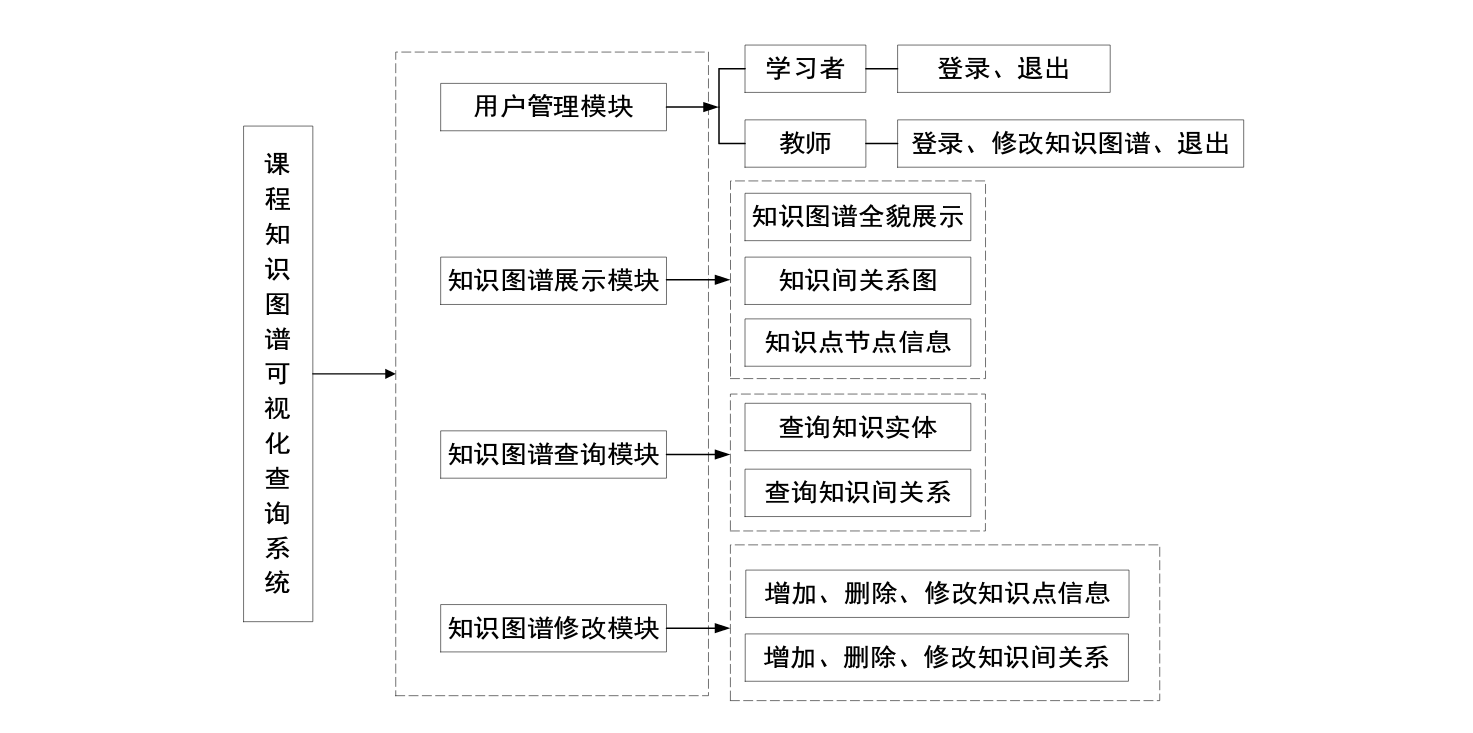 课程知识图谱可视化查询系统
用户管理模块
学习者
登录、退出
教师
登录、修改知识图谱、退出
知识图谱展示模块
知识图谱全貌展示
知识间关系图
知识点节点信息
知识图谱查询模块
查询知识实体
查询知识间关系
知识图谱修改模块
增加、删除、修改知识点信息
增加、删除、修改知识间关系